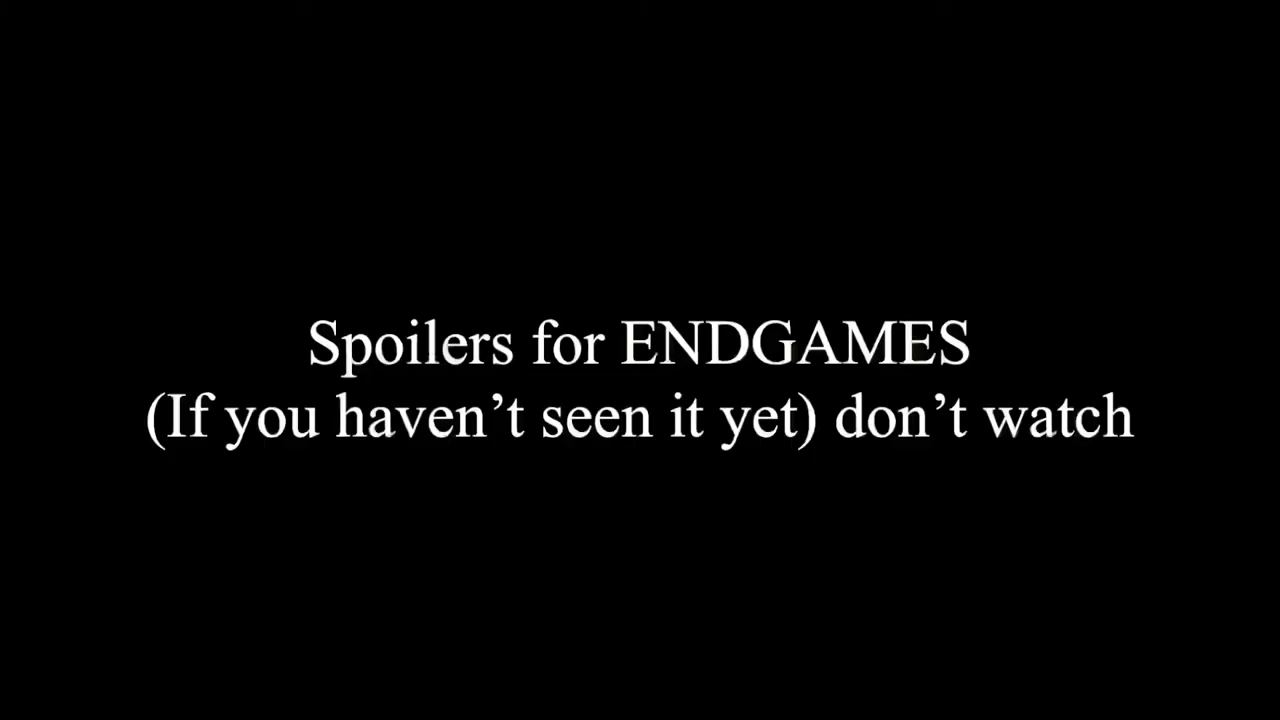 Spoilers for ENDGAMES
(If you haven’t seen it yet) don’t watch